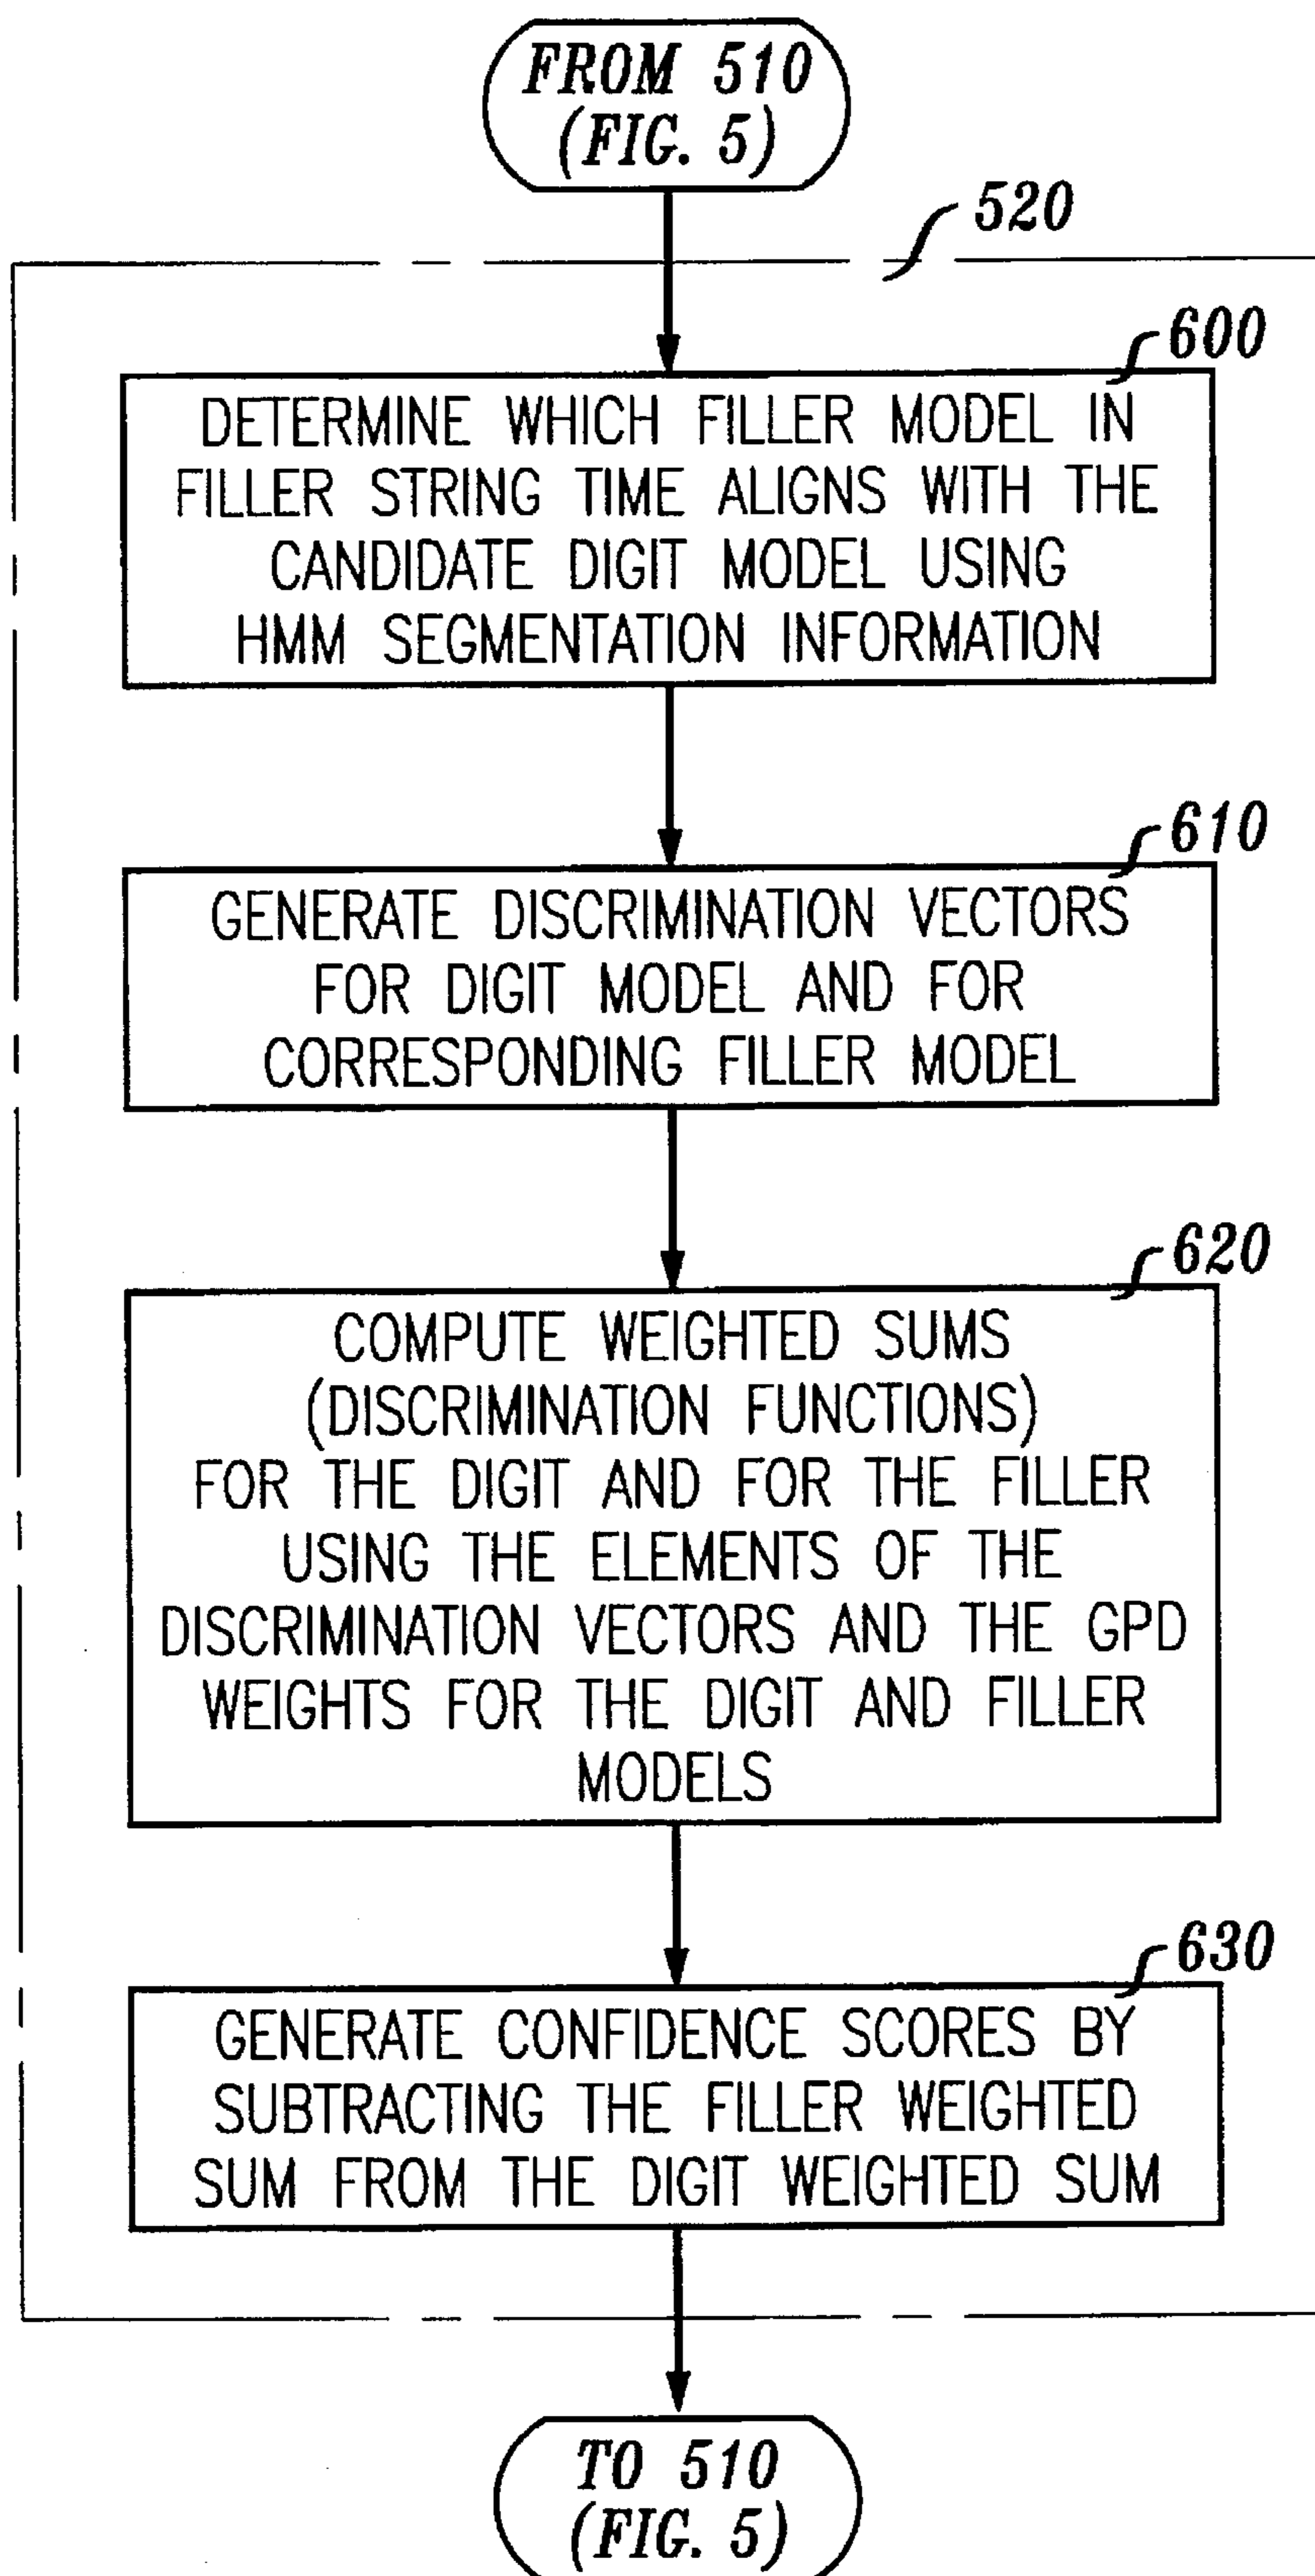 FROM 510
(FIG. 5)
520
600
DETERMINE WHICH FILLER MODEL IN
FILLER STRING TIME ALIGNS WITH THE
CANDIDATE DIGIT MODEL USING
HMM SEGMENTATION INFORMATION
610
GENERATE DISCRIMINATION VECTORS
FOR DIGIT MODEL AND FOR
CORRESPONDING FILLER MODEL
620
COMPUTE WEIGHTED SUMS
(DISCRIMINATION FUNCTIONS)
FOR THE DIGIT AND FOR THE FILLER
USING THE ELEMENTS OF THE
DISCRIMINATION VECTORS AND THE GPD
WEIGHTS FOR THE DIGIT AND FILLER
MODELS
630
GENERATE CONFIDENCE SCORES BY
SUBTRACTING THE FILLER WEIGHTED
SUM FROM THE DIGIT WEIGHTED SUM
TO 510
(FIG. 5)